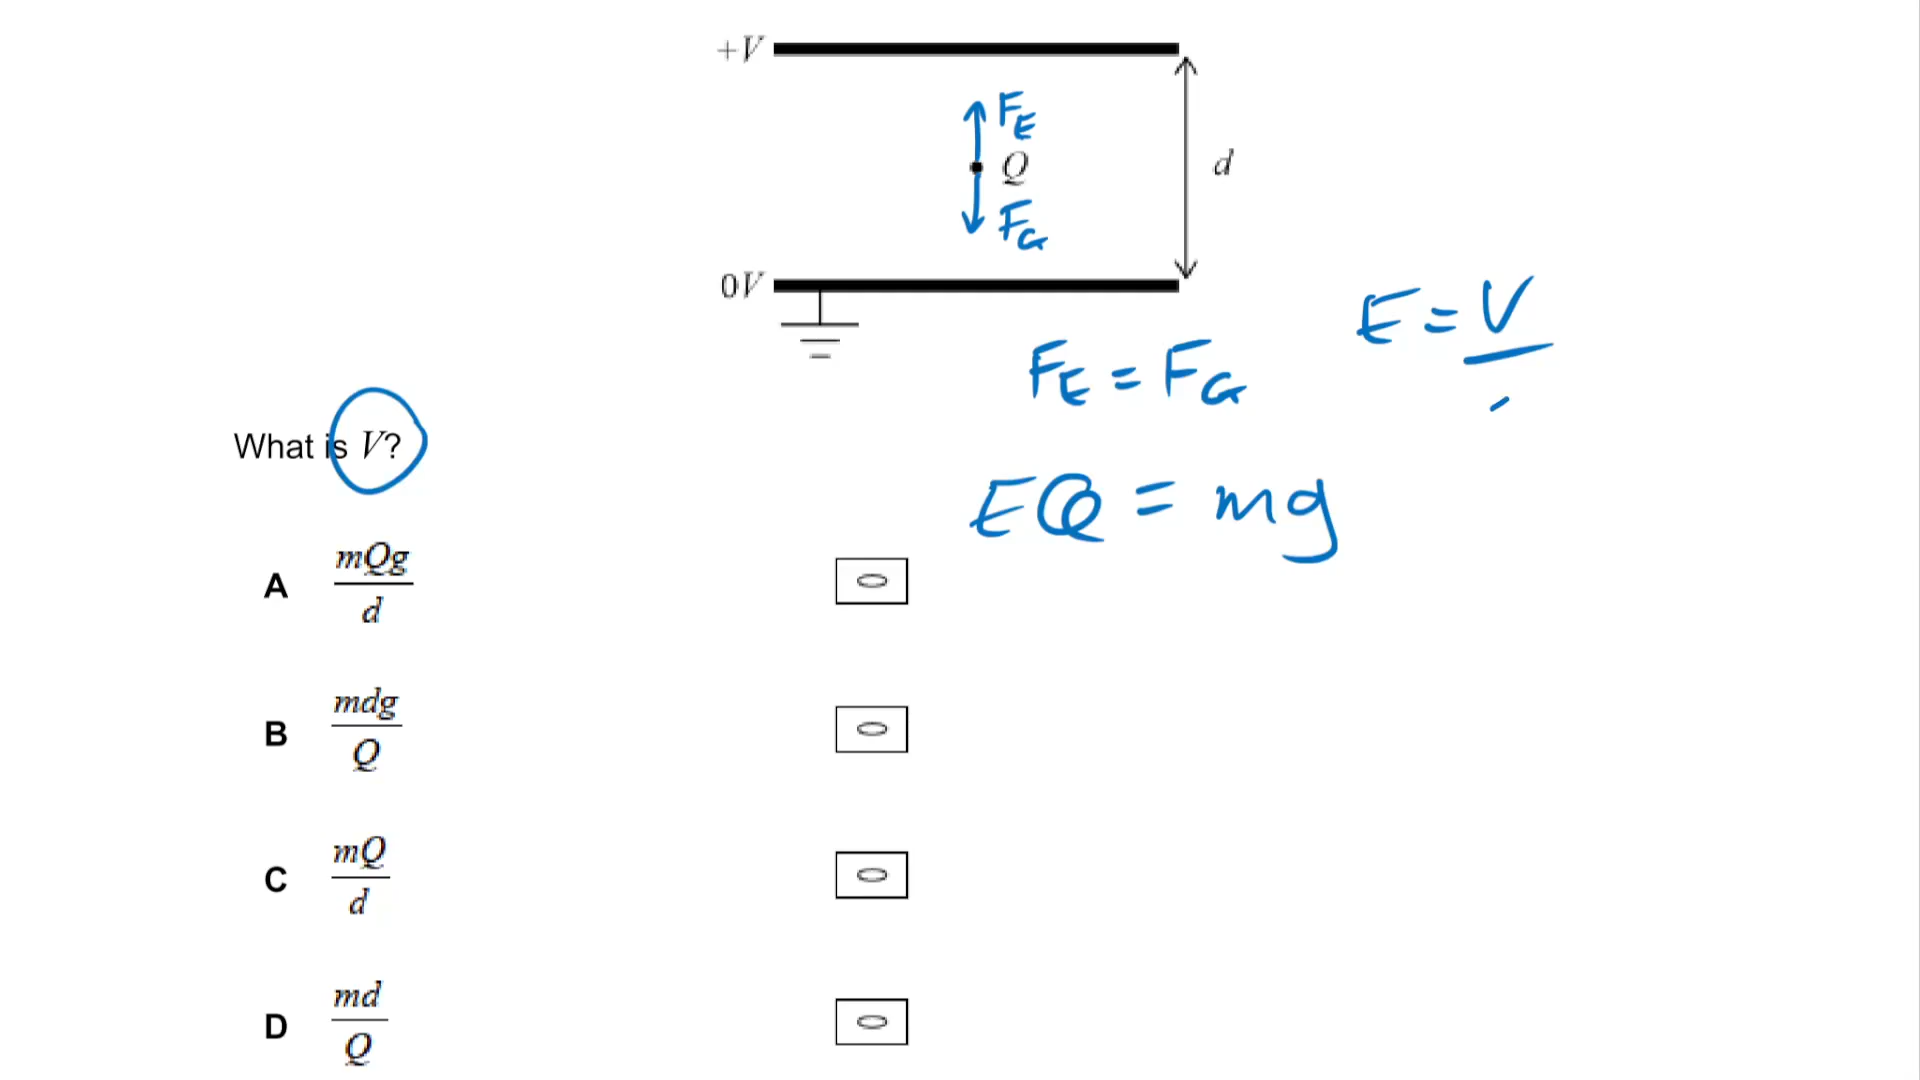 +V
F_E
Q
d
F_G
0V
E = V
F_E = F_G
What is V?
EQ = mg
A mQg/d
B mdg/Q
C mQ/d
D md/Q